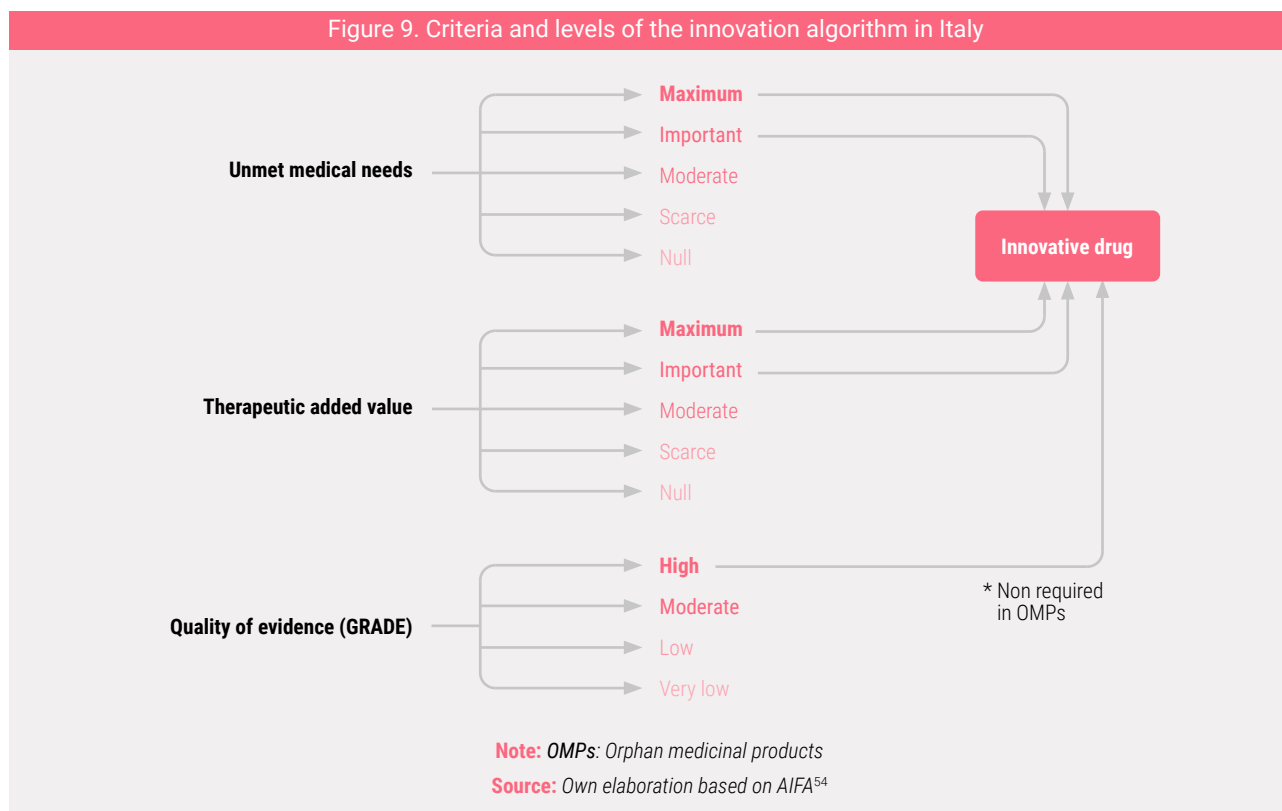 Figure 9. Criteria and levels of the innovation algorithm in Italy
Unmet medical needs
Maximum
Important
Moderate
Scarce
Null
Innovative drug
Therapeutic added value
Maximum
Important
Moderate
Scarce
Null
Quality of evidence (GRADE)
High
Moderate
Low
Very low
* Non required
in OMPs
Note: OMPs: Orphan medicinal products
Source: Own elaboration based on AIFA54